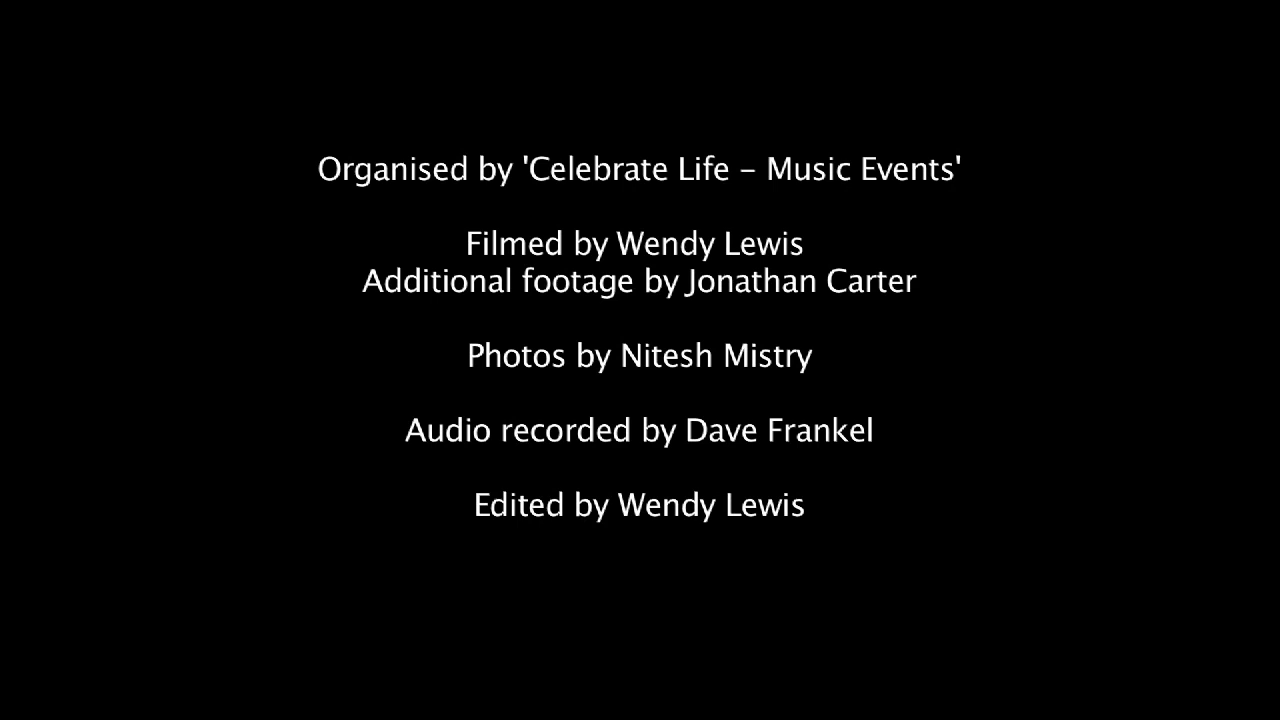 Organised by 'Celebrate Life – Music Events'
Filmed by Wendy Lewis
Additional footage by Jonathan Carter
Photos by Nitesh Mistry
Audio recorded by Dave Frankel
Edited by Wendy Lewis